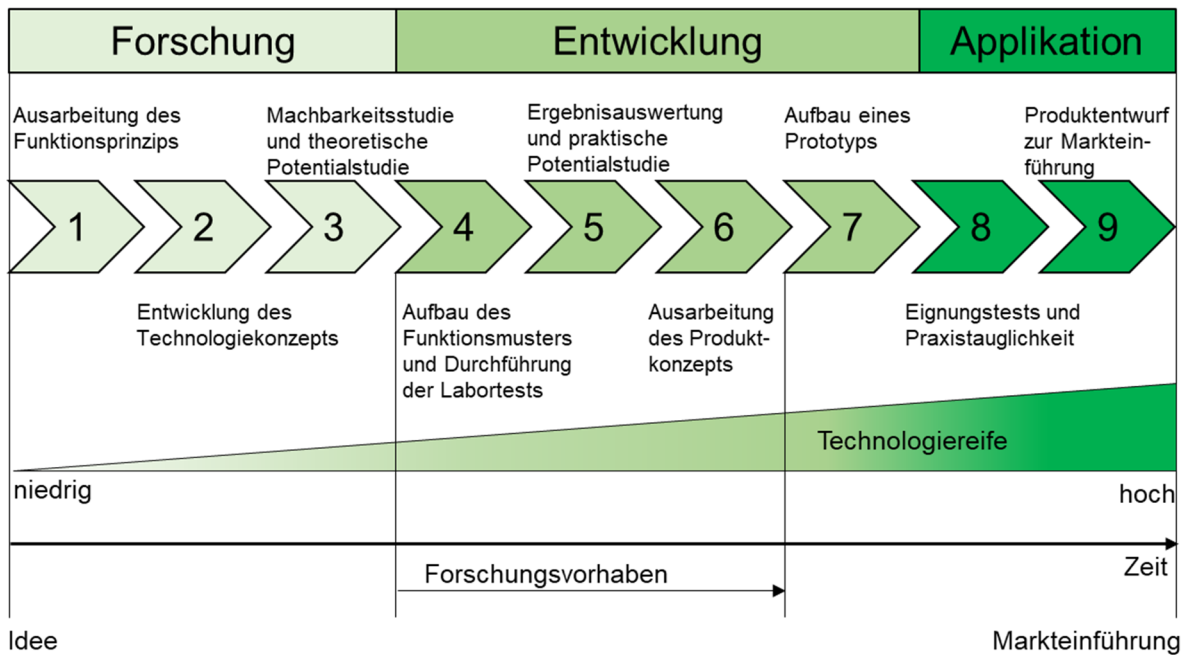 Forschung
Entwicklung
Applikation
Ausarbeitung des
Funktionsprinzips
Machbarkeitsstudie
und theoretische
Potentialstudie
Ergebnisauswertung
und praktische
Potentialstudie
Aufbau eines
Prototyps
Produktentwurf
zur Marktein-
führung
1
2
3
4
5
6
7
8
9
Entwicklung des
Technologiekonzepts
Aufbau des
Funktionsmusters
und Durchführung
der Labortests
Ausarbeitung
des Produkt-
konzepts
Eignungstests und
Praxistauglichkeit
Technologiereife
niedrig
hoch
Zeit
Forschungsvorhaben
Idee
Markteinführung